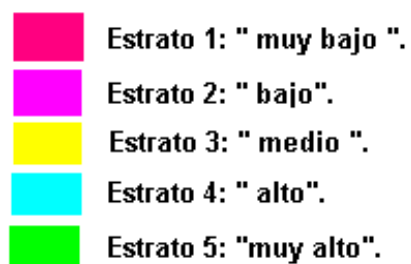 Estrato 1: " muy bajo ".
Estrato 2: " bajo".
Estrato 3: " medio ".
Estrato 4: " alto".
Estrato 5: "muy alto".